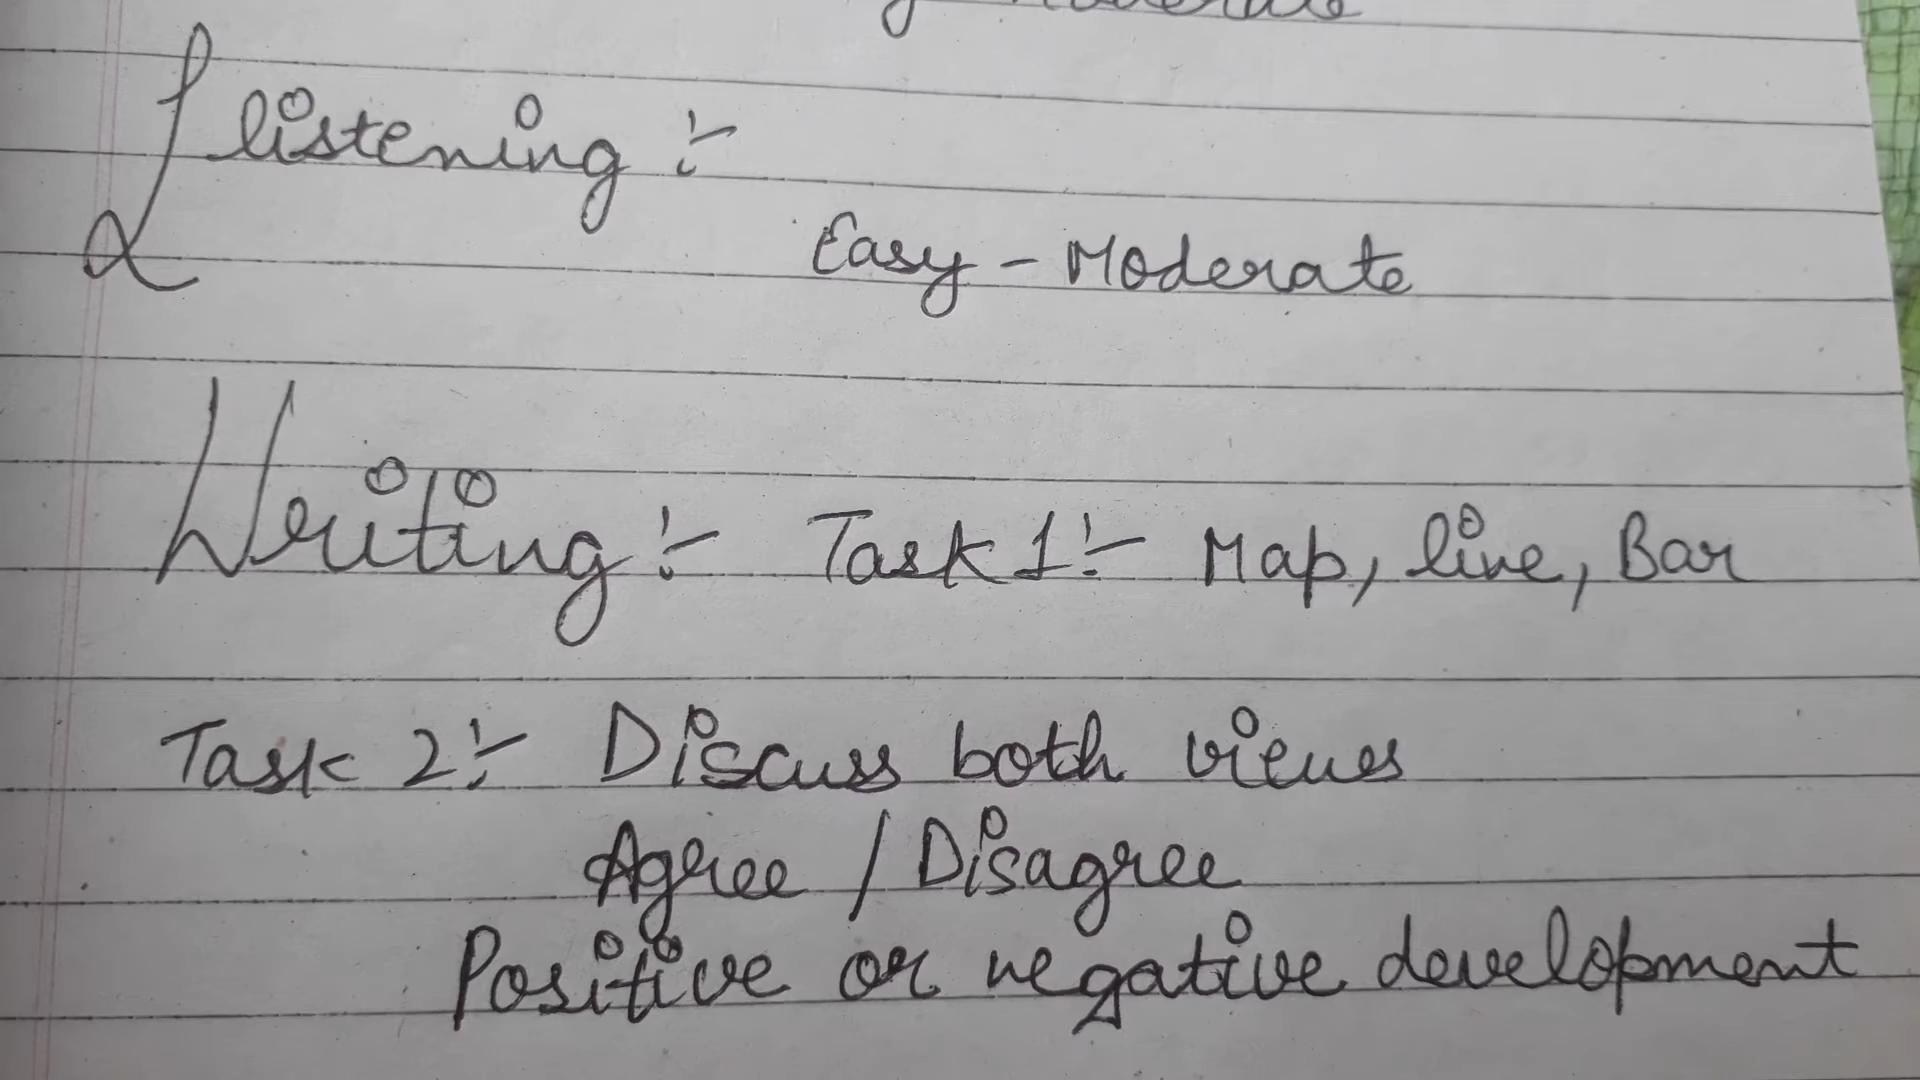 Listening :-
Easy - Moderate
Writing :- Task 1 :- Map, line, Bar
Task 2 :- Discuss both views
Agree / Disagree
Positive or negative development